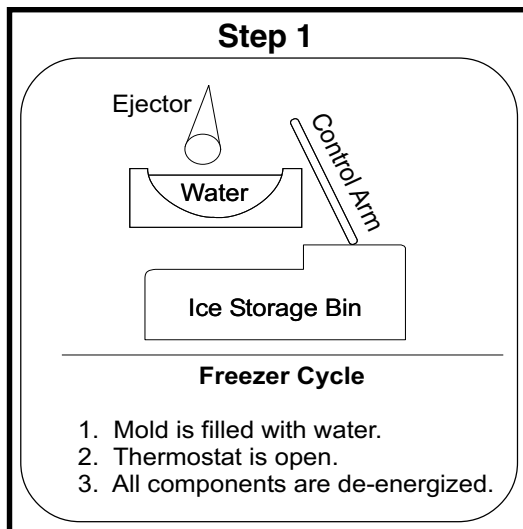 Step 1
Ejector
Control Arm
Water
Ice Storage Bin
Freezer Cycle
1. Mold is filled with water.
2. Thermostat is open.
3. All components are de-energized.